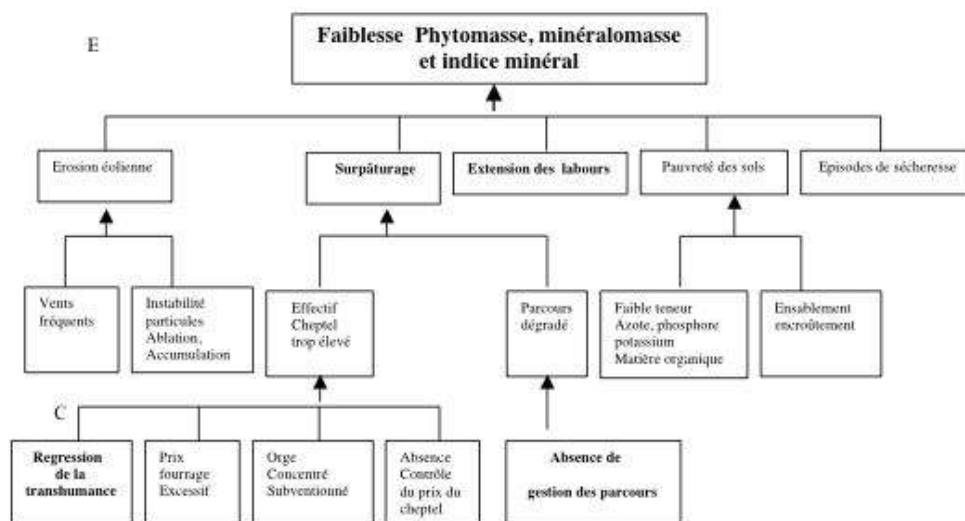 E
Faiblesse Phytomasse, minéralomasse
et indice minéral
Erosion éolienne
Surpâturage
Extension des labours
Pauvreté des sols
Episodes de sécheresse
Vents
fréquents
Instabilité
particules
Ablation,
Accumulation
Effectif
Cheptel
trop élevé
Parcours
dégradé
Faible teneur
Azote, phosphore
potassium
Matière organique
Ensablement
encroûtement
C
Regression
de la
transhumance
Prix
fourrage
Excessif
Orge
Concentré
Subventionné
Absence
Contrôle
du prix du
cheptel
Absence de
gestion des parcours